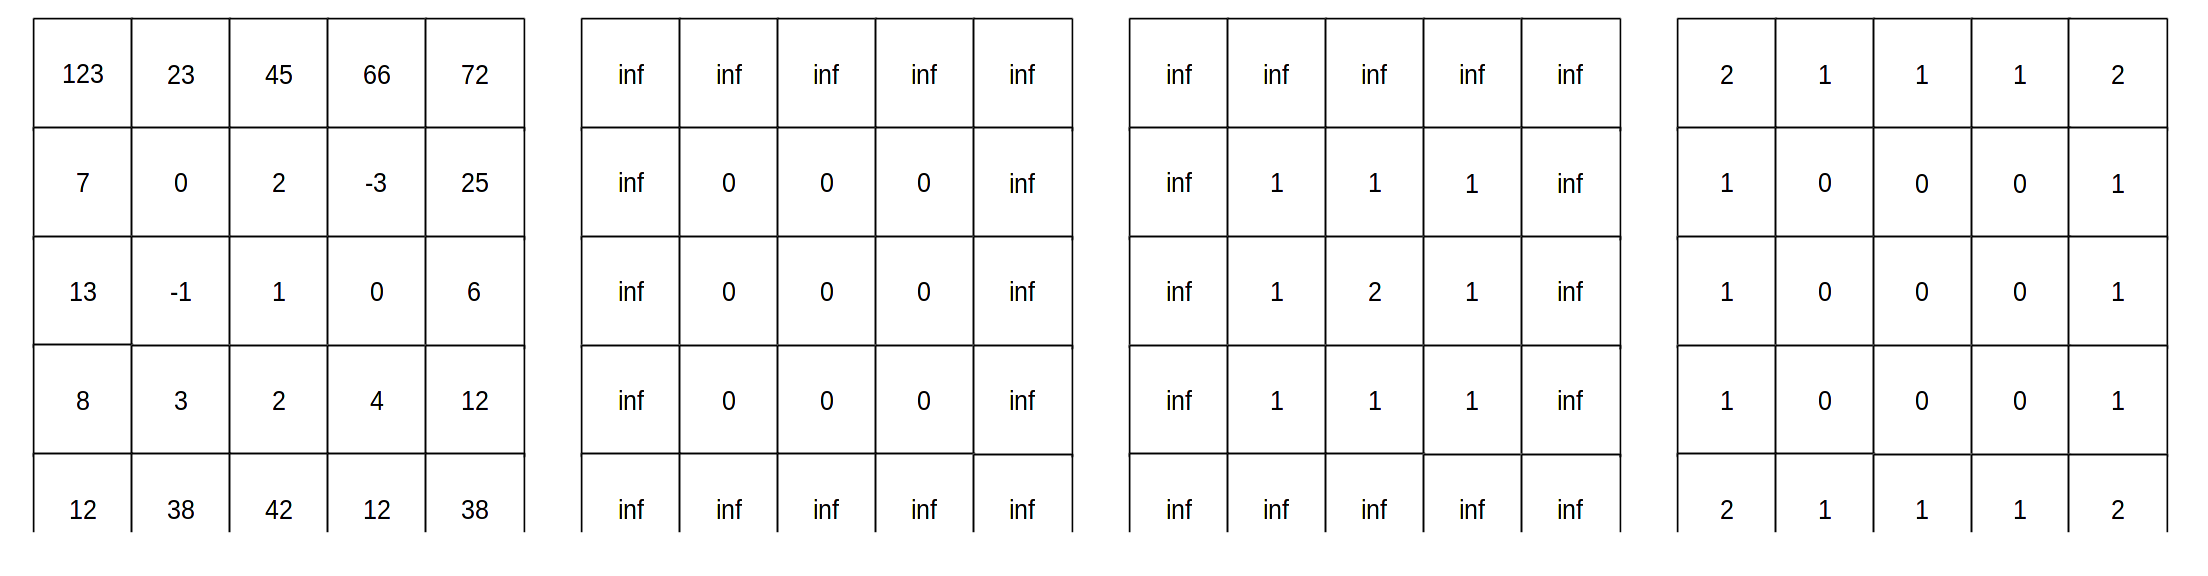 123 23 45 66 72 inf inf inf inf inf inf inf inf inf inf 2 1 1 1 2
7 0 2 -3 25 inf 0 0 0 inf inf 1 1 1 inf 1 0 0 0 1
13 -1 1 0 6 inf 0 0 0 inf inf 1 2 1 inf 1 0 0 0 1
8 3 2 4 12 inf 0 0 0 inf inf 1 1 1 inf 1 0 0 0 1
12 38 42 12 38 inf inf inf inf inf inf inf inf inf inf 2 1 1 1 2